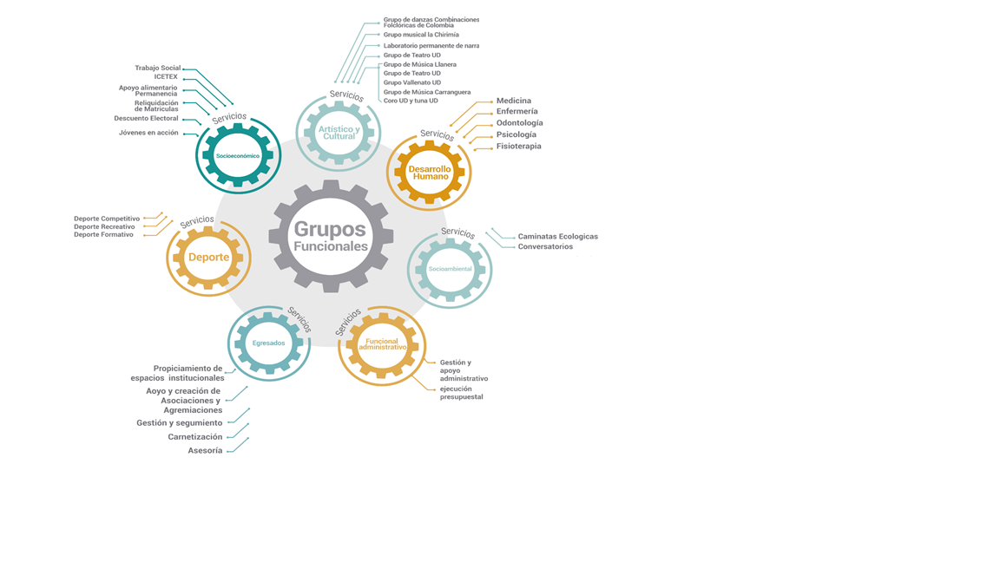 Grupo de danzas Combinaciones
Folclóricas de Colombia
Grupo musical la Chirimía
Laboratorio permanente de narra
Grupo de Teatro UD
Grupo de Música Llanera
Grupo de Teatro UD
Grupo Vallenato UD
Grupo de Música Carranguera
Coro UD y tuna UD
Servicios
Artístico y
Cultural
Trabajo Social
ICETEX
Apoyo alimentario
Permanencia
Reliquidación
de Matriculas
Descuento Electoral
Jóvenes en acción
Servicios
Socioeconómico
Medicina
Enfermería
Odontología
Psicología
Fisioterapia
Servicios
Desarrollo
Humano
Grupos
Funcionales
Deporte Competitivo
Deporte Recreativo
Deporte Formativo
Servicios
Deporte
Servicios
Socioambiental
Caminatas Ecologicas
Conversatorios
Servicios
Egresados
Propiciamiento de
espacios institucionales
Aoyo y creación de
Asociaciones y
Agremiaciones
Gestión y segumiento
Carnetización
Asesoría
Servicios
Funcional
administrativo
Gestión y
apoyo
administrativo
ejecución
presupuestal